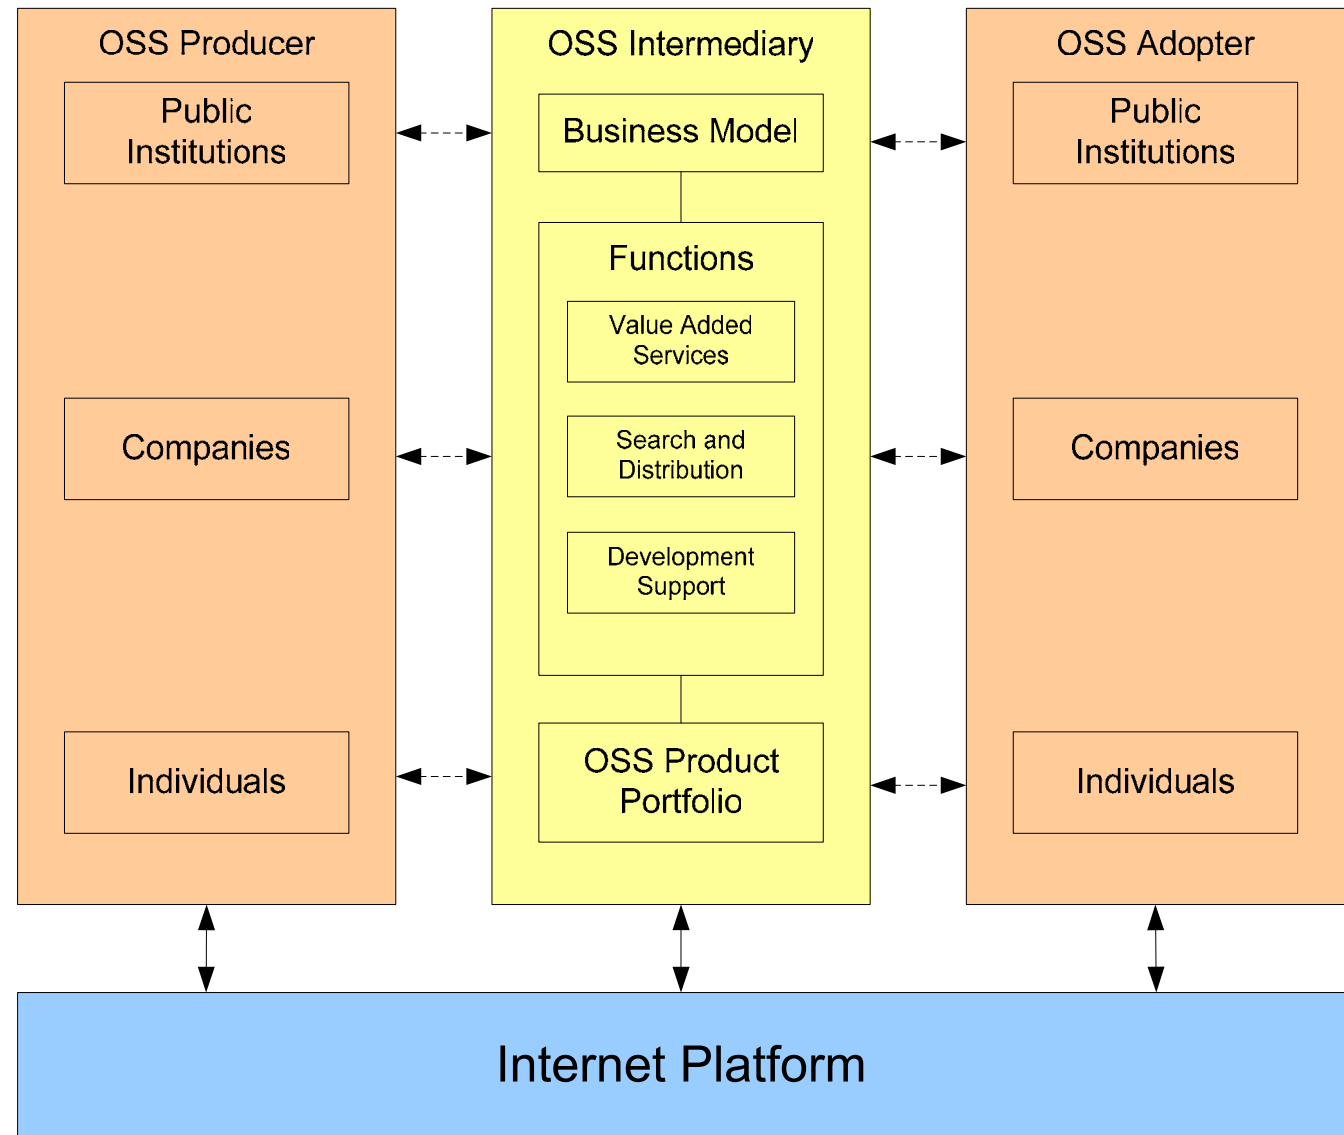 OSS Producer
Public
Institutions
Companies
Individuals
OSS Intermediary
Business Model
Functions
Value Added
Services
Search and
Distribution
Development
Support
OSS Product
Portfolio
OSS Adopter
Public
Institutions
Companies
Individuals
Internet Platform